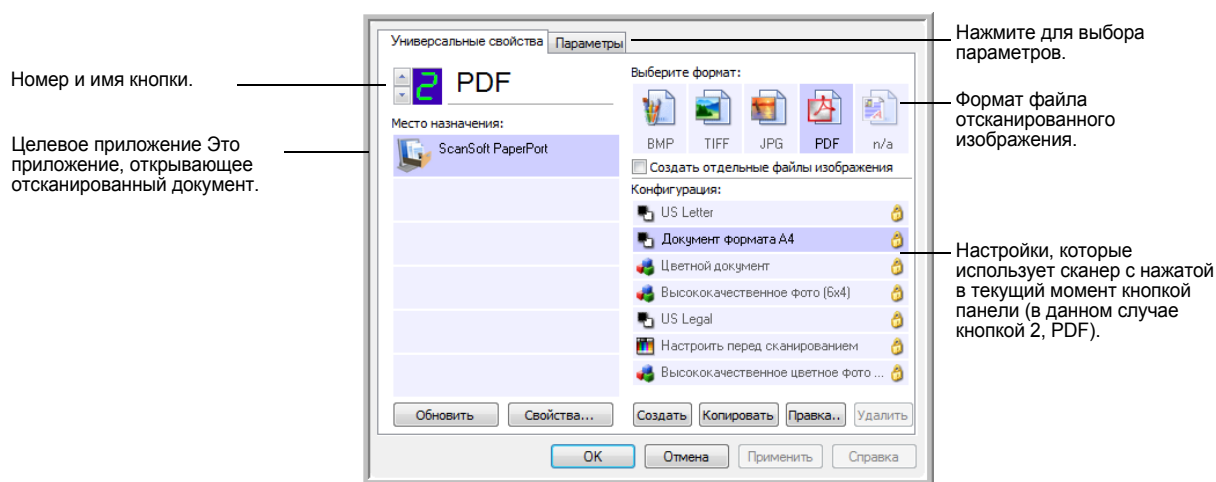 Номер и имя кнопки.
Целевое приложение Это
приложение, открывающее
отсканированный документ.
Универсальные свойства
Параметры
2
PDF
Место назначения:
ScanSoft PaperPort
Обновить
Свойства...
Выберите формат:
BMP
TIFF
JPG
PDF
n/a
Создать отдельные файлы изображения
Конфигурация:
US Letter
Документ формата A4
Цветной документ
Высококачественное фото (6x4)
US Legal
Настроить перед сканированием
Высококачественное цветное фото ...
Создать
Копировать
Правка..
Удалить
OK
Отмена
Применить
Справка
Нажмите для выбора
параметров.
Формат файла
отсканированного
изображения.
Настройки, которые
использует сканер с нажатой
в текущий момент кнопкой
панели (в данном случае
кнопкой 2, PDF).